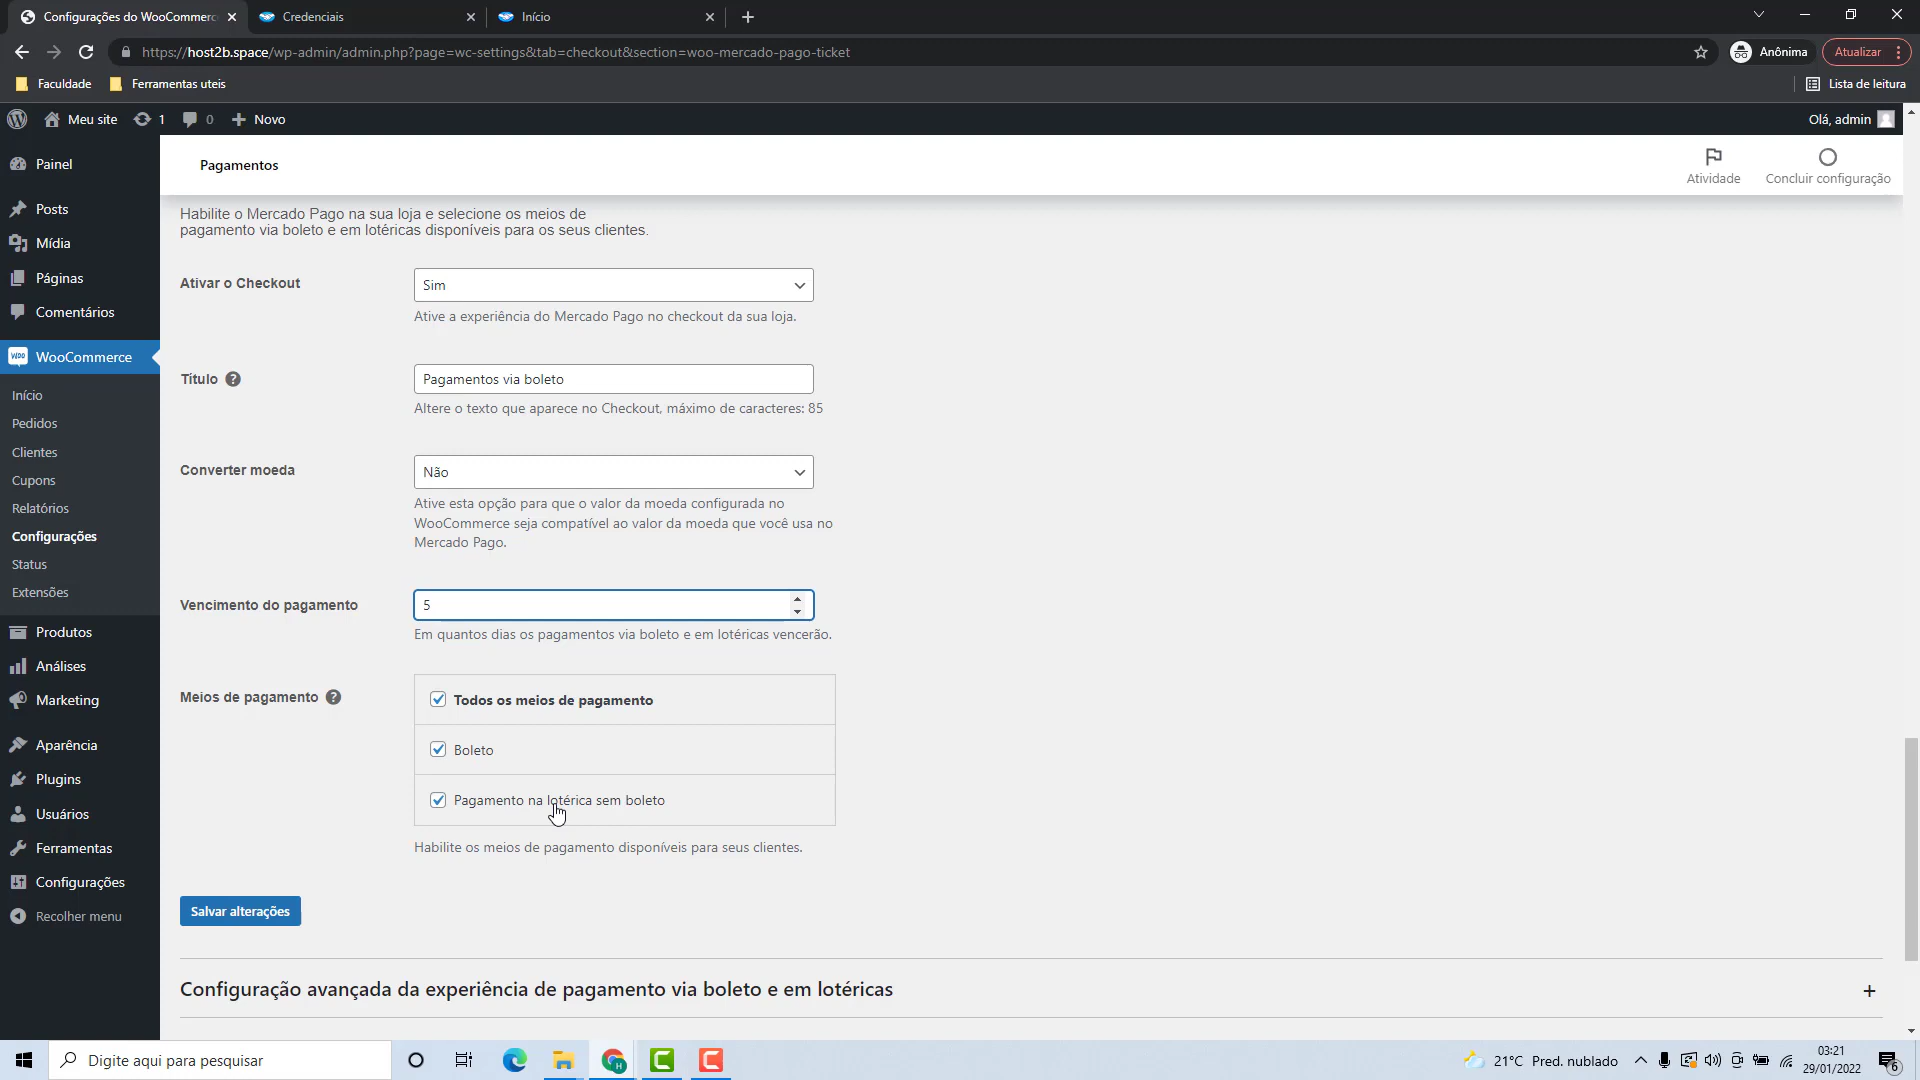 Configurações do WooCommerc
Credenciais
Início
https://host2b.space/wp-admin/admin.php?page=wc-settings&tab=checkout&section=woo-mercado-pago-ticket
Anônima
Atualizar
Faculdade
Ferramentas uteis
Lista de leitura
Meu site
1
0
Novo
Olá, admin
Painel
Posts
Mídia
Páginas
Comentários
WooCommerce
Início
Pedidos
Clientes
Cupons
Relatórios
Configurações
Status
Extensões
Produtos
Análises
Marketing
Aparência
Plugins
Usuários
Ferramentas
Configurações
Recolher menu
Pagamentos
Atividade
Concluir configuração
Habilite o Mercado Pago na sua loja e selecione os meios de
pagamento via boleto e em lotéricas disponíveis para os seus clientes.
Ativar o Checkout
Sim
Ative a experiência do Mercado Pago no checkout da sua loja.
Título
Pagamentos via boleto
Altere o texto que aparece no Checkout, máximo de caracteres: 85
Converter moeda
Não
Ative esta opção para que o valor da moeda configurada no
WooCommerce seja compatível ao valor da moeda que você usa no
Mercado Pago.
Vencimento do pagamento
5
Em quantos dias os pagamentos via boleto e em lotéricas vencerão.
Meios de pagamento
Todos os meios de pagamento
Boleto
Pagamento na lotérica sem boleto
Habilite os meios de pagamento disponíveis para seus clientes.
Salvar alterações
Configuração avançada da experiência de pagamento via boleto e em lotéricas
+
Digite aqui para pesquisar
21°C Pred. nublado
03:21
29/01/2022
6